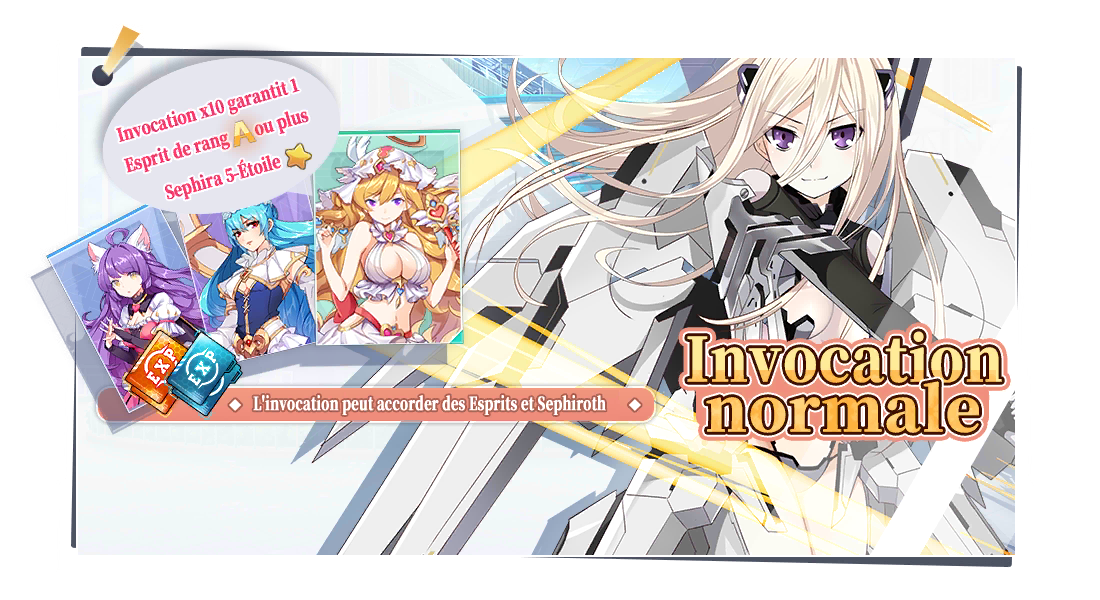 Invocation x10 garantit 1
Esprit de rang A ou plus
Sephira 5-Étoile
EXP
EXP
L'invocation peut accorder des Esprits et Sephiroth
Invocation
normale